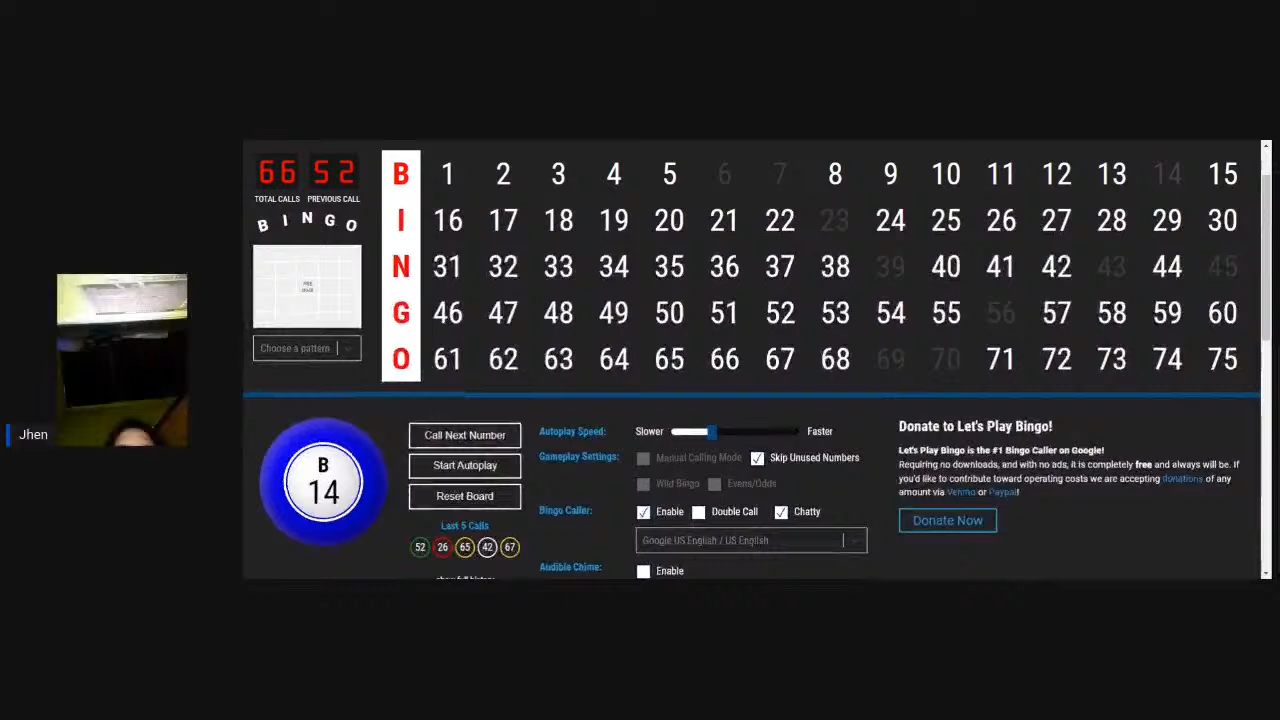 66 52
TOTAL CALLS PREVIOUS CALL
BINGO
FREE SPACE
Choose a pattern
B 1 2 3 4 5 6 7 8 9 10 11 12 13 14 15
I 16 17 18 19 20 21 22 23 24 25 26 27 28 29 30
N 31 32 33 34 35 36 37 38 39 40 41 42 43 44 45
G 46 47 48 49 50 51 52 53 54 55 56 57 58 59 60
O 61 62 63 64 65 66 67 68 69 70 71 72 73 74 75
Jhen
B
14
Call Next Number
Start Autoplay
Reset Board
Last 5 Calls
52 26 65 42 67
show full history
Autoplay Speed: Slower Faster
Gameplay Settings: Manual Calling Mode Skip Unused Numbers
Wild Bingo Evens/Odds
Bingo Caller: Enable Double Call Chatty
Google US English / US English
Audible Chime: Enable
Donate to Let's Play Bingo!
Let's Play Bingo is the #1 Bingo Caller on Google!
Requiring no downloads, and with no ads, it is completely free and always will be. If
you'd like to contribute toward operating costs we are accepting donations of any
amount via Venmo or Paypal!
Donate Now